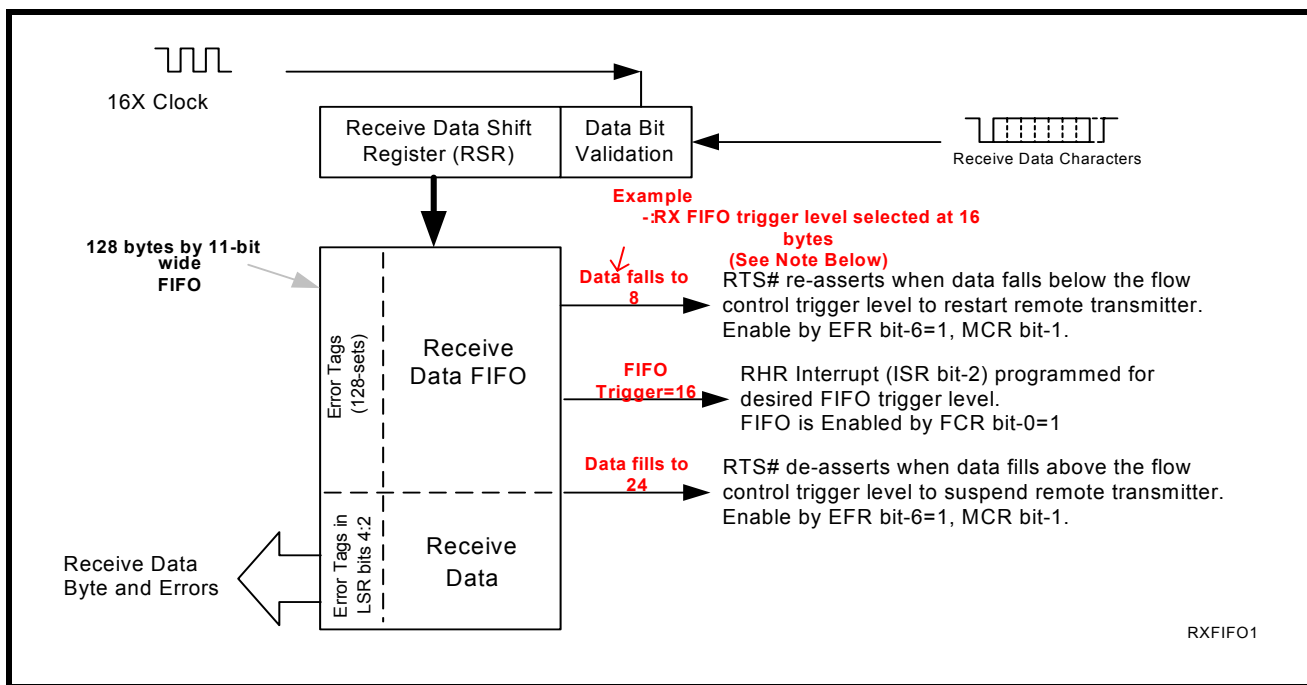 16X Clock
Receive Data Shift
Register (RSR)
Data Bit
Validation
Receive Data Characters
Example
-:RX FIFO trigger level selected at 16
bytes
(See Note Below)
128 bytes by 11-bit
wide
FIFO
Error Tags
(128-sets)
Receive
Data FIFO
Data falls to
8
RTS# re-asserts when data falls below the flow
control trigger level to restart remote transmitter.
Enable by EFR bit-6=1, MCR bit-1.
FIFO
Trigger=16
RHR Interrupt (ISR bit-2) programmed for
desired FIFO trigger level.
FIFO is Enabled by FCR bit-0=1
Data fills to
24
RTS# de-asserts when data fills above the flow
control trigger level to suspend remote transmitter.
Enable by EFR bit-6=1, MCR bit-1.
Error Tags in
LSR bits 4:2
Receive
Data
Receive Data
Byte and Errors
RXFIFO1